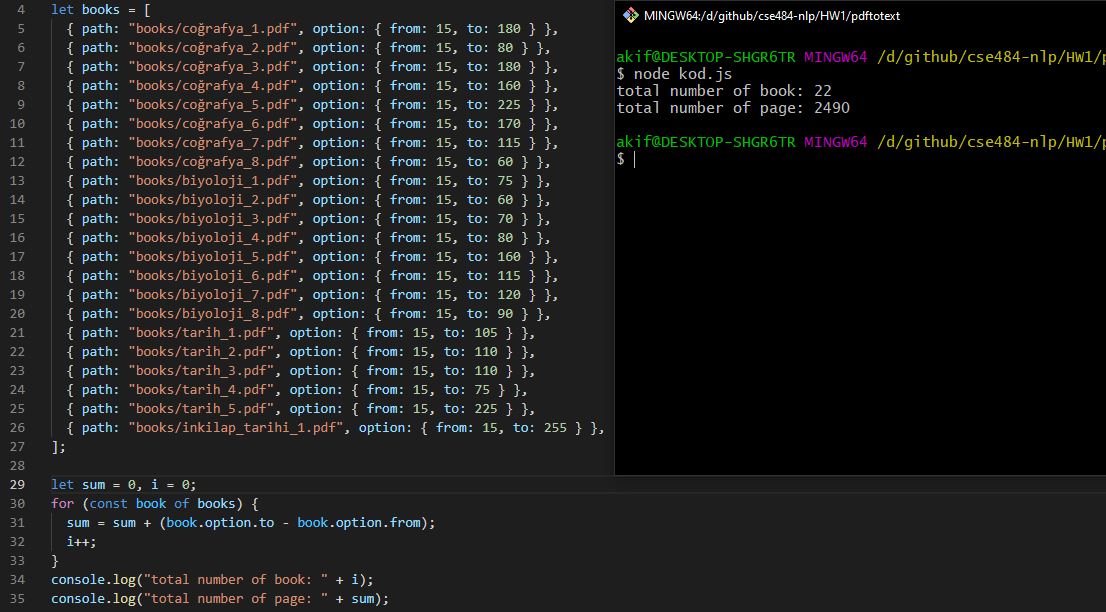 4 let books = [
5 { path: "books/coğrafya_1.pdf", option: { from: 15, to: 180 } },
6 { path: "books/coğrafya_2.pdf", option: { from: 15, to: 80 } },
7 { path: "books/coğrafya_3.pdf", option: { from: 15, to: 180 } },
8 { path: "books/coğrafya_4.pdf", option: { from: 15, to: 160 } },
9 { path: "books/coğrafya_5.pdf", option: { from: 15, to: 225 } },
10 { path: "books/coğrafya_6.pdf", option: { from: 15, to: 170 } },
11 { path: "books/coğrafya_7.pdf", option: { from: 15, to: 115 } },
12 { path: "books/coğrafya_8.pdf", option: { from: 15, to: 60 } },
13 { path: "books/biyoloji_1.pdf", option: { from: 15, to: 75 } },
14 { path: "books/biyoloji_2.pdf", option: { from: 15, to: 60 } },
15 { path: "books/biyoloji_3.pdf", option: { from: 15, to: 70 } },
16 { path: "books/biyoloji_4.pdf", option: { from: 15, to: 80 } },
17 { path: "books/biyoloji_5.pdf", option: { from: 15, to: 160 } },
18 { path: "books/biyoloji_6.pdf", option: { from: 15, to: 115 } },
19 { path: "books/biyoloji_7.pdf", option: { from: 15, to: 120 } },
20 { path: "books/biyoloji_8.pdf", option: { from: 15, to: 90 } },
21 { path: "books/tarih_1.pdf", option: { from: 15, to: 105 } },
22 { path: "books/tarih_2.pdf", option: { from: 15, to: 110 } },
23 { path: "books/tarih_3.pdf", option: { from: 15, to: 110 } },
24 { path: "books/tarih_4.pdf", option: { from: 15, to: 75 } },
25 { path: "books/tarih_5.pdf", option: { from: 15, to: 225 } },
26 { path: "books/inkilap_tarihi_1.pdf", option: { from: 15, to: 255 } },
27 ];
28
29 let sum = 0, i = 0;
30 for (const book of books) {
31 sum = sum + (book.option.to - book.option.from);
32 i++;
33 }
34 console.log("total number of book: " + i);
35 console.log("total number of page: " + sum);
MINGW64:/d/github/cse484-nlp/HW1/pdftotext
akif@DESKTOP-SHGR6TR MINGW64 /d/github/cse484-nlp/HW1/p
$ node kod.js
total number of book: 22
total number of page: 2490
akif@DESKTOP-SHGR6TR MINGW64 /d/github/cse484-nlp/HW1/p
$